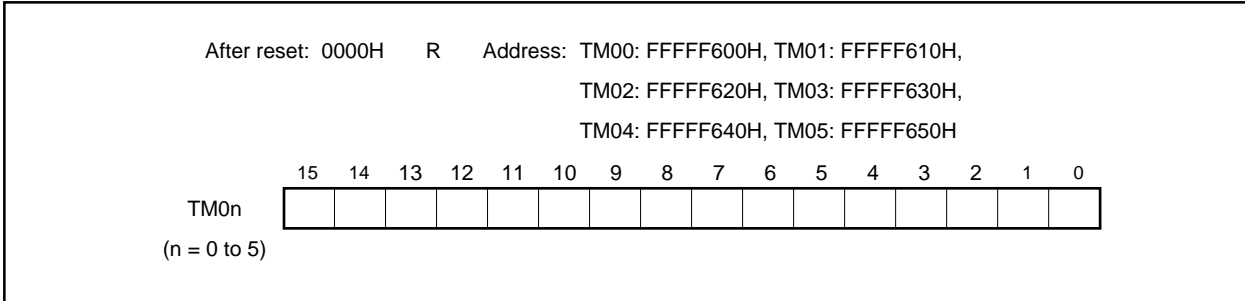 After reset: 0000H R Address: TM00: FFFFF600H, TM01: FFFFF610H,
TM02: FFFFF620H, TM03: FFFFF630H,
TM04: FFFFF640H, TM05: FFFFF650H
15 14 13 12 11 10 9 8 7 6 5 4 3 2 1 0
TM0n
(n = 0 to 5)